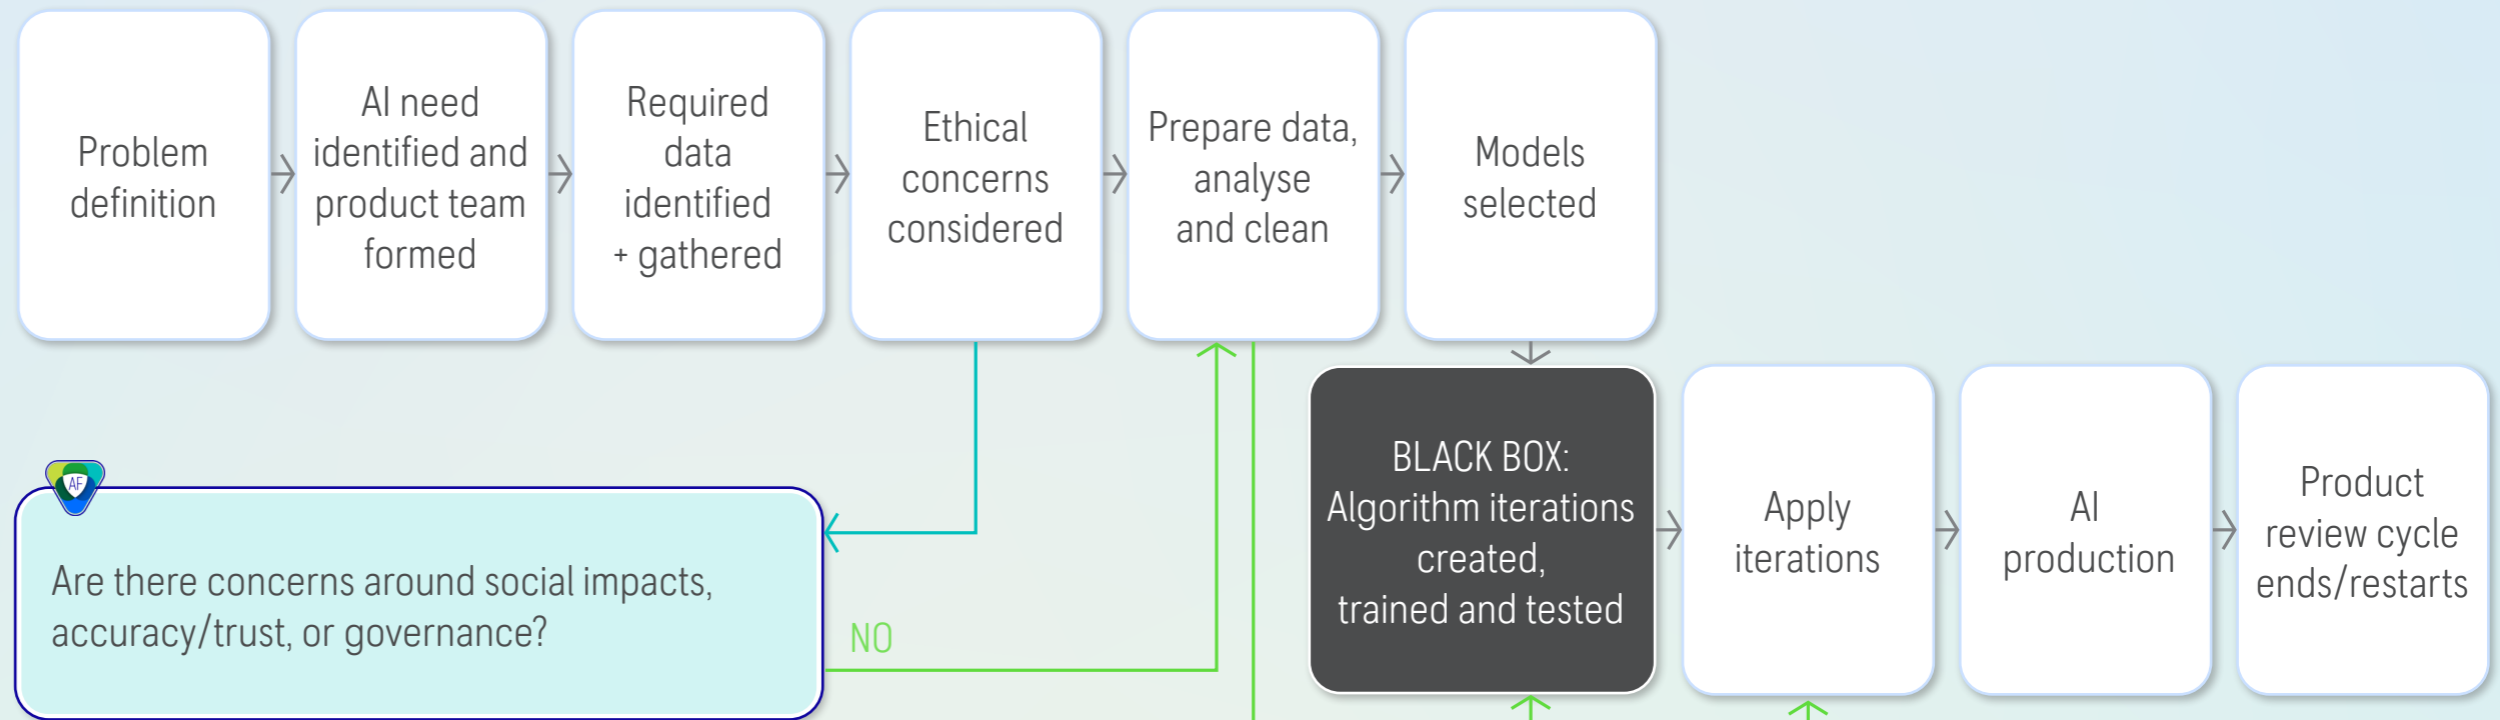 Problem
definition
AI need
identified and
product team
formed
Required
data
identified
+ gathered
Ethical
concerns
considered
Prepare data,
analyse
and clean
Models
selected
BLACK BOX:
Algorithm iterations
created,
trained and tested
Apply
iterations
AI
production
Product
review cycle
ends/restarts
AF
Are there concerns around social impacts,
accuracy/trust, or governance?
NO